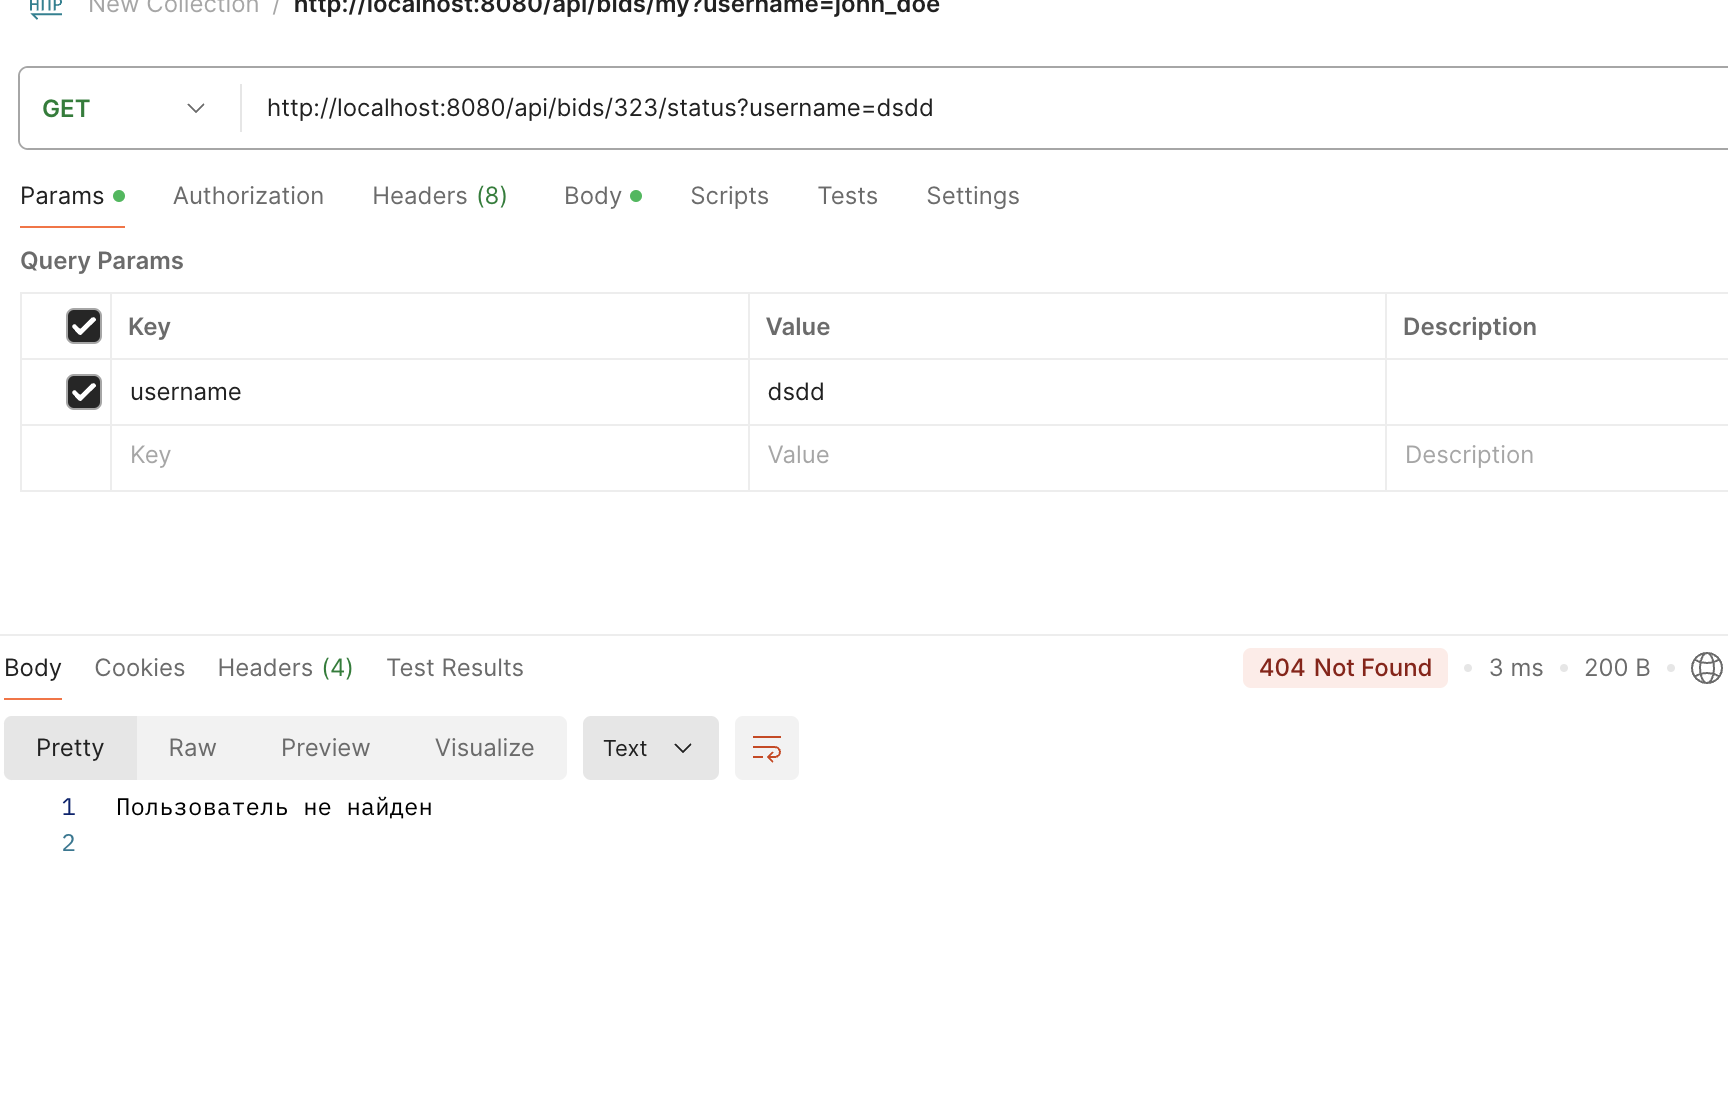 HTTP New Collection / http://localhost:8080/api/bids/my?username=john_doe
GET http://localhost:8080/api/bids/323/status?username=dsdd
Params Authorization Headers (8) Body Scripts Tests Settings
Query Params
Key Value Description
username dsdd
Key Value Description
Body Cookies Headers (4) Test Results 404 Not Found • 3 ms • 200 B •
Pretty Raw Preview Visualize Text
1 Пользователь не найден
2